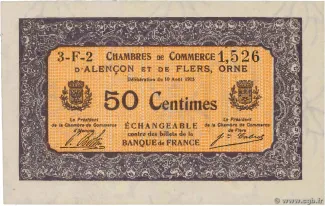 3-F-2 CHAMBRES DE COMMERCE 1,526
D'ALENÇON ET DE FLERS, ORNE
Délibération du 10 Août 1915
50 Centimes
Le Président de la Chambre de Commerce
Le Président de la Chambre de Commerce de Flers
ÉCHANGEABLE
contre des billets de la
BANQUE DE FRANCE
www.cgb.fr